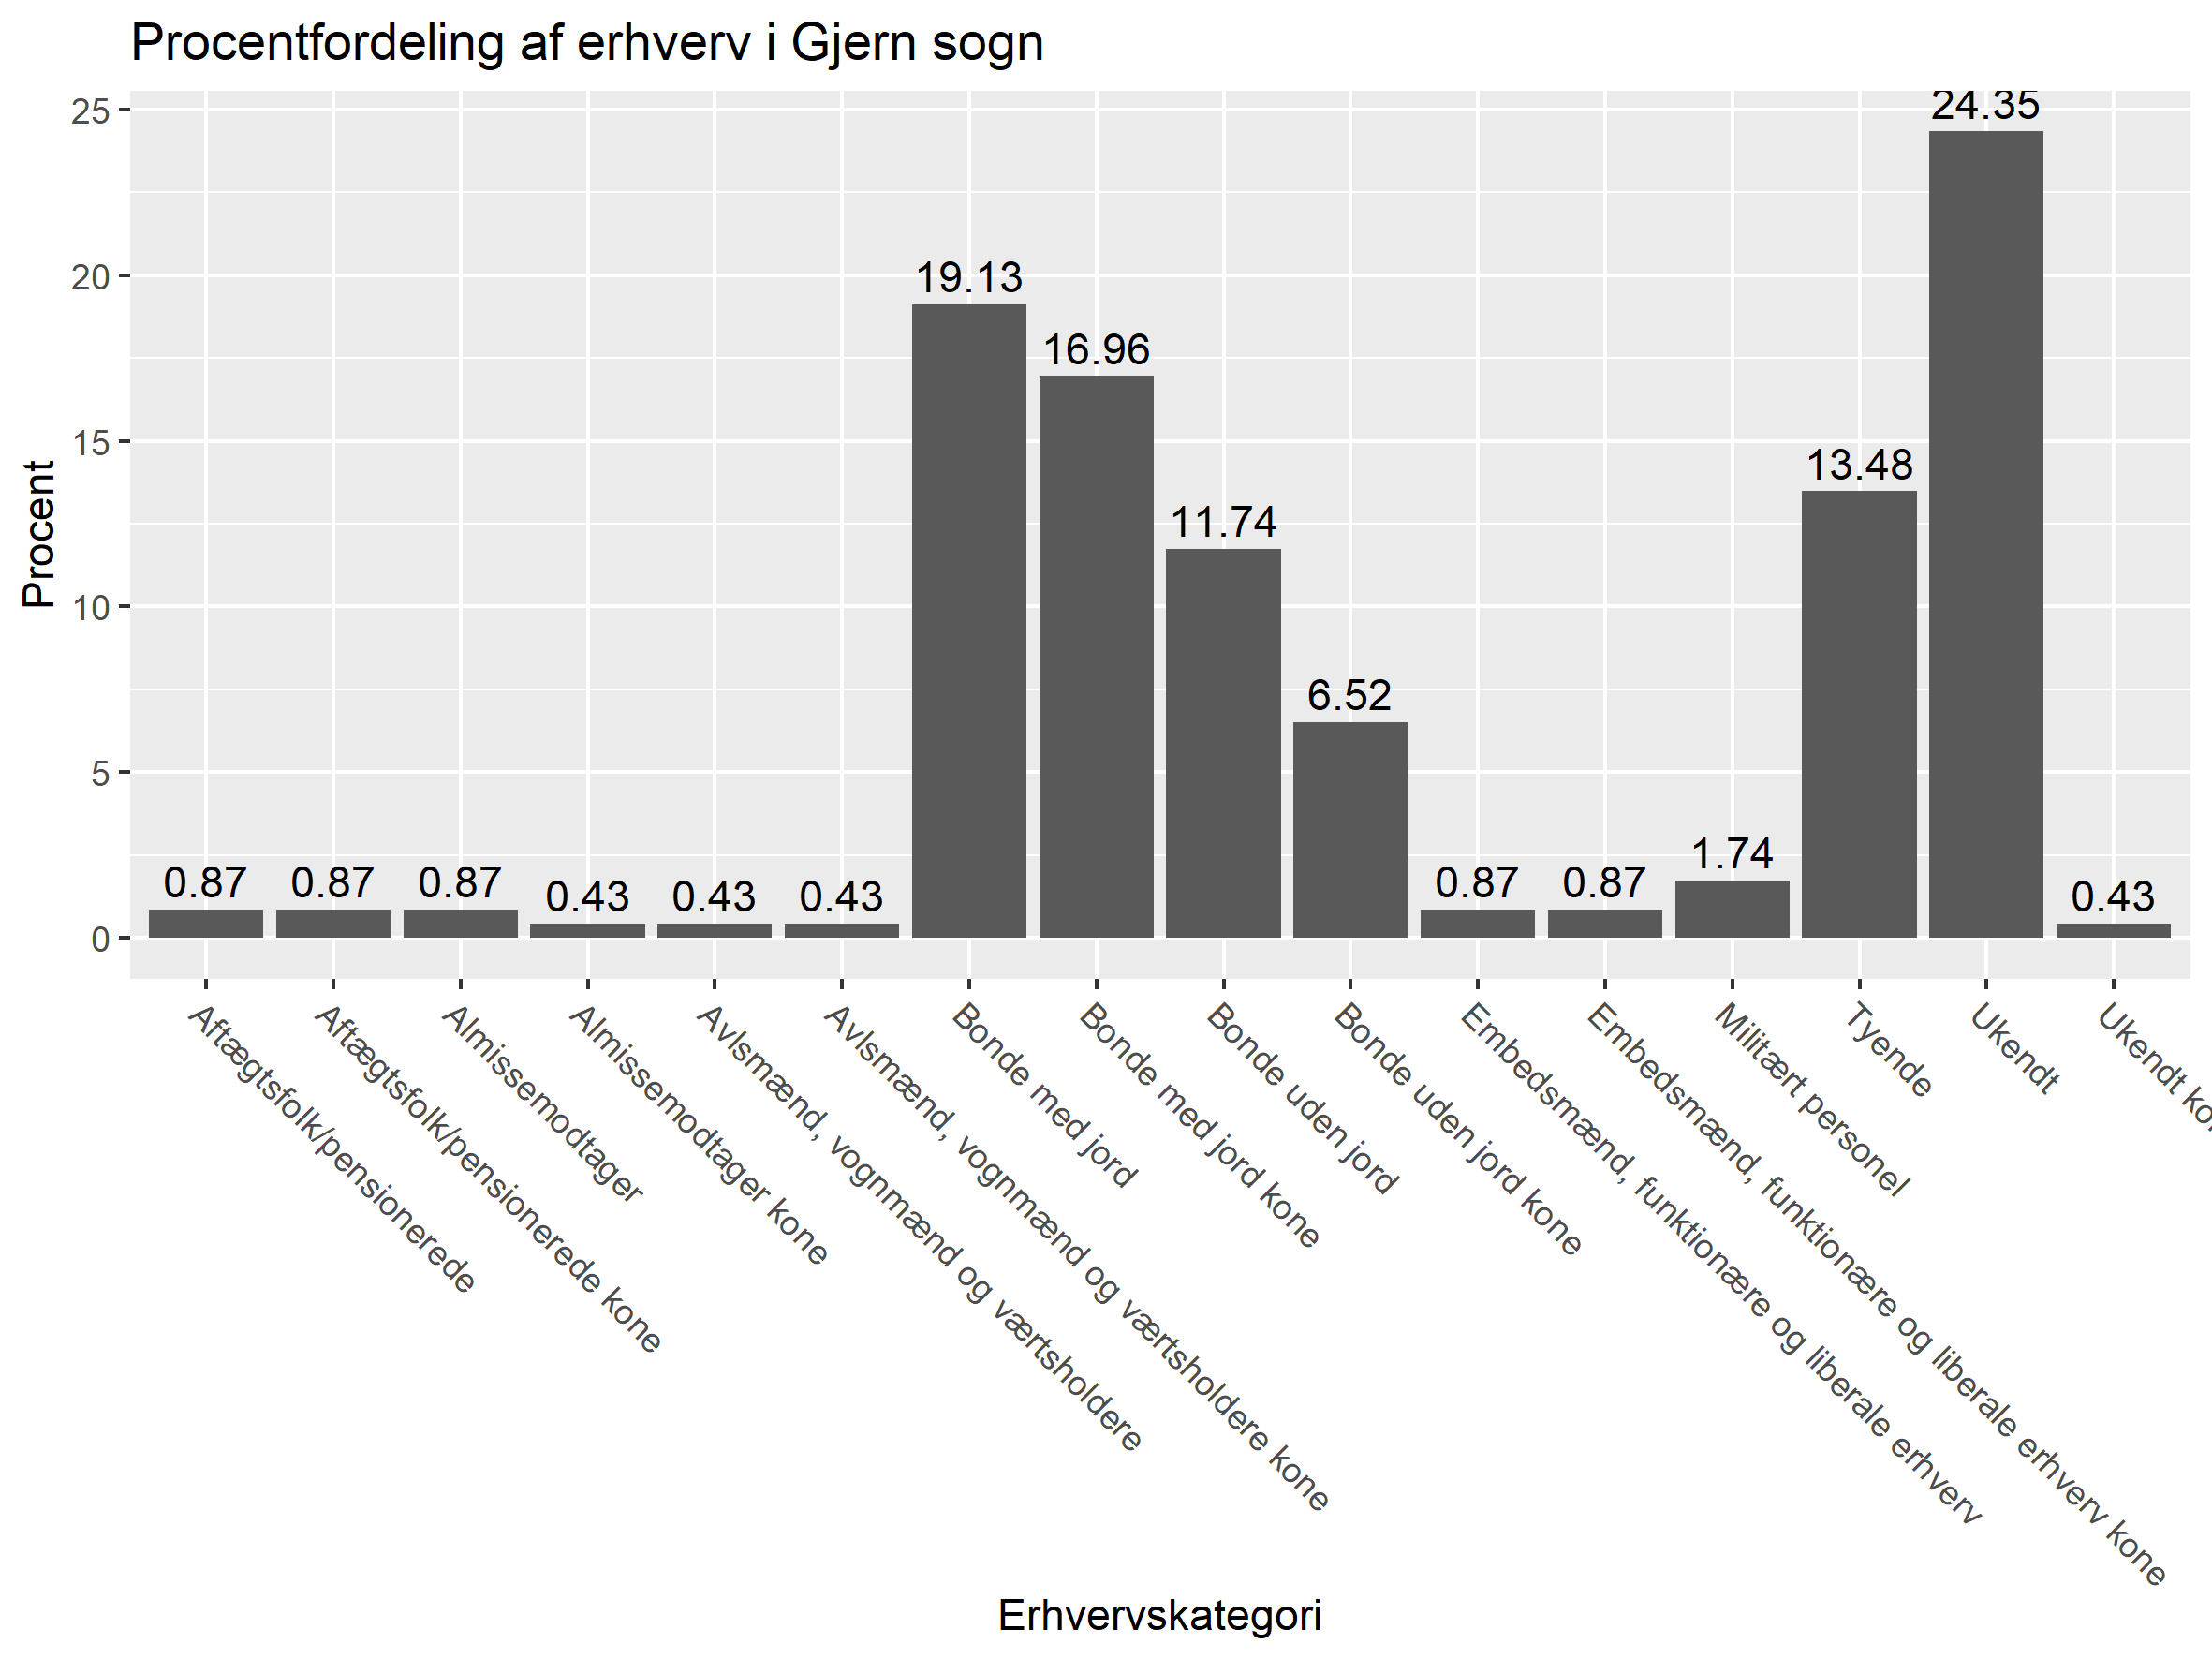 Procentfordeling af erhverv i Gjern sogn
25
20
15
10
5
0
Procent
0.87
0.87
0.87
0.43
0.43
0.43
19.13
16.96
11.74
6.52
0.87
0.87
1.74
13.48
24.35
0.43
Aftægtsfolk/pensionerede
Aftægtsfolk/pensionerede kone
Almissemodtager
Almissemodtager kone
Avlsmænd, vognmænd og værtsholdere
Avlsmænd, vognmænd og værtsholdere kone
Bonde med jord
Bonde med jord kone
Bonde uden jord
Bonde uden jord kone
Embedsmænd, funktionære og liberale erhverv
Embedsmænd, funktionære og liberale erhverv kone
Militært personel
Tyende
Ukendt
Ukendt
Erhvervskategori